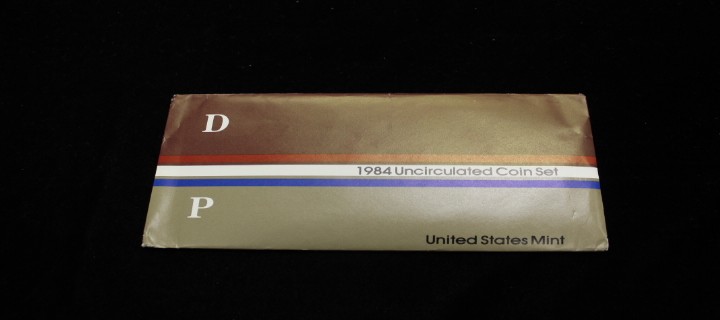 D
1984 Uncirculated Coin Set
P
United States Mint